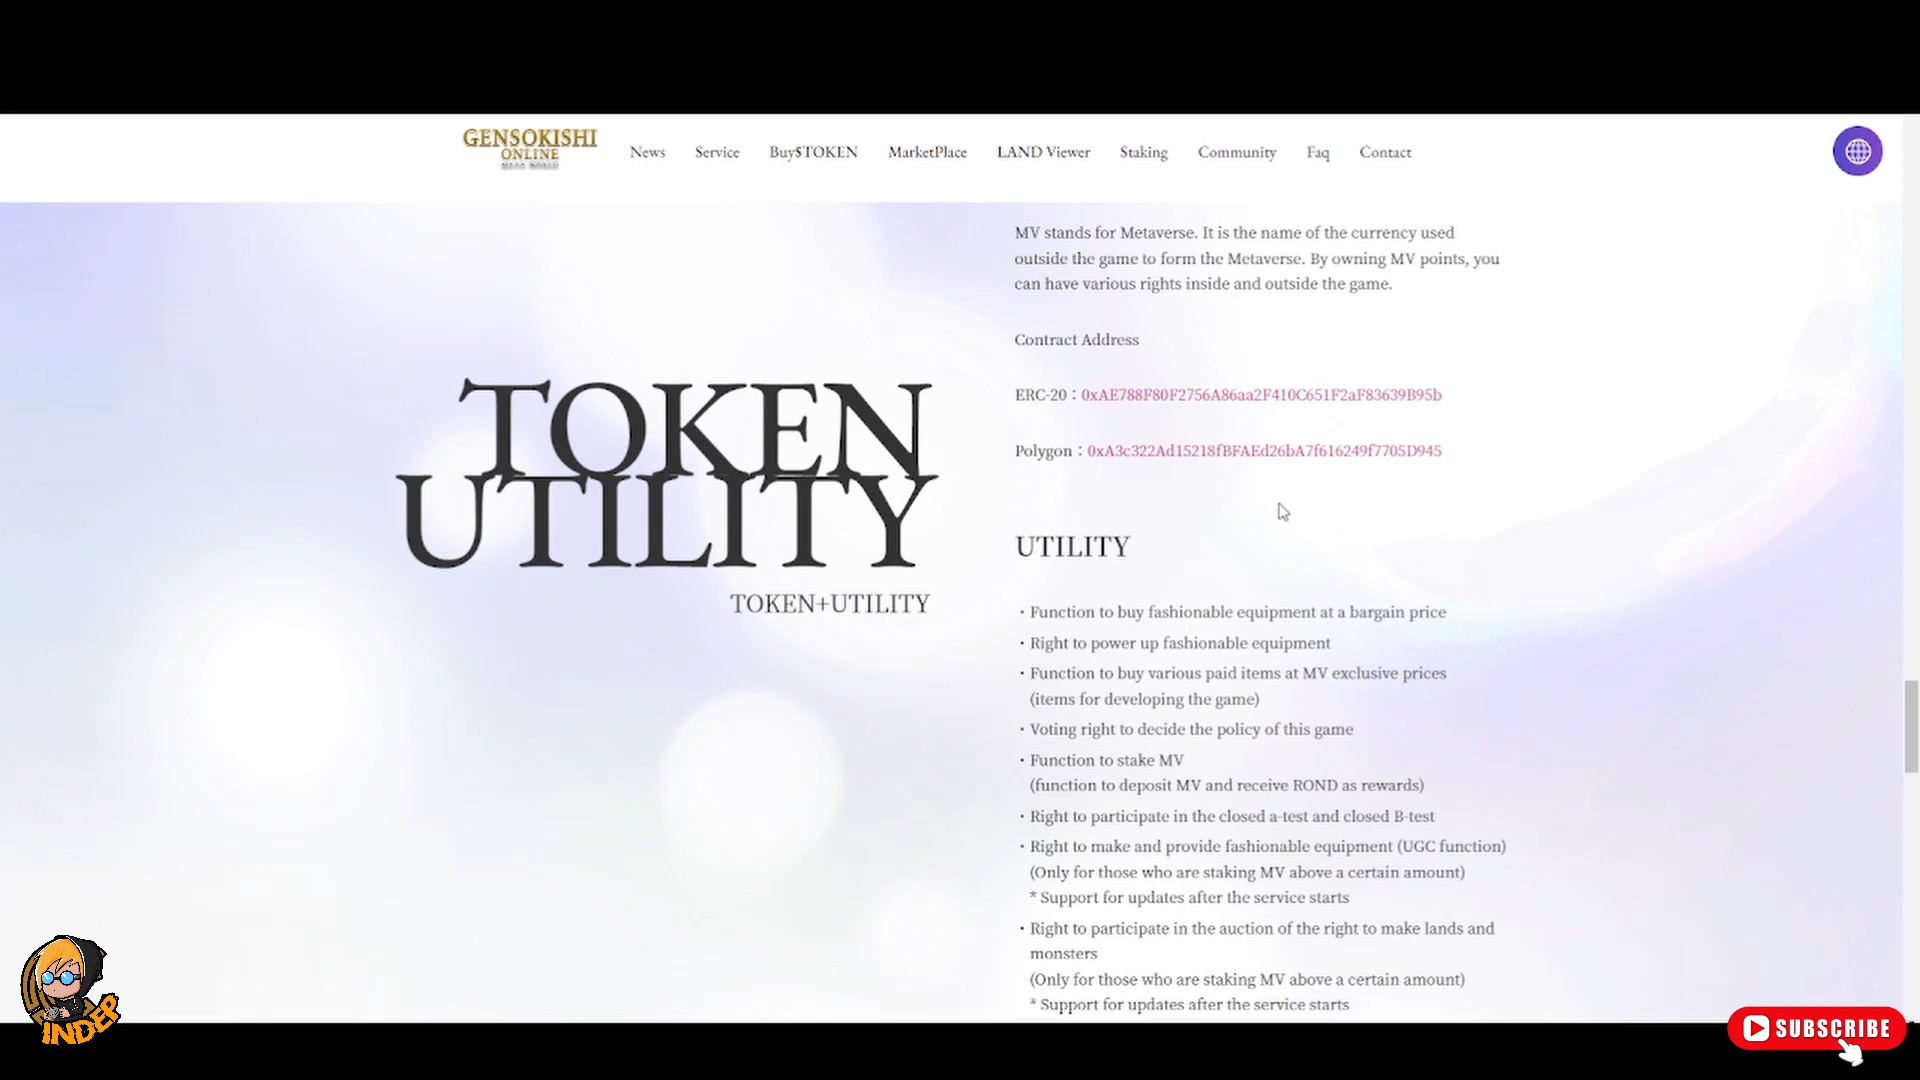 GENSOKISHI
ONLINE
META WORLD
News Service Buy$TOKEN MarketPlace LAND Viewer Staking Community Faq Contact
MV stands for Metaverse. It is the name of the currency used
outside the game to form the Metaverse. By owning MV points, you
can have various rights inside and outside the game.
Contract Address
ERC-20：0xAE788F80F2756A86aa2F410C651F2aF83639B95b
Polygon：0xA3c322Ad15218fBFAEd26bA7f616249f7705D945
TOKEN
UTILITY
TOKEN+UTILITY
UTILITY
・Function to buy fashionable equipment at a bargain price
・Right to power up fashionable equipment
・Function to buy various paid items at MV exclusive prices
(items for developing the game)
・Voting right to decide the policy of this game
・Function to stake MV
(function to deposit MV and receive ROND as rewards)
・Right to participate in the closed a-test and closed B-test
・Right to make and provide fashionable equipment (UGC function)
(Only for those who are staking MV above a certain amount)
* Support for updates after the service starts
・Right to participate in the auction of the right to make lands and
monsters
(Only for those who are staking MV above a certain amount)
* Support for updates after the service starts
INDEP
SUBSCRIBE